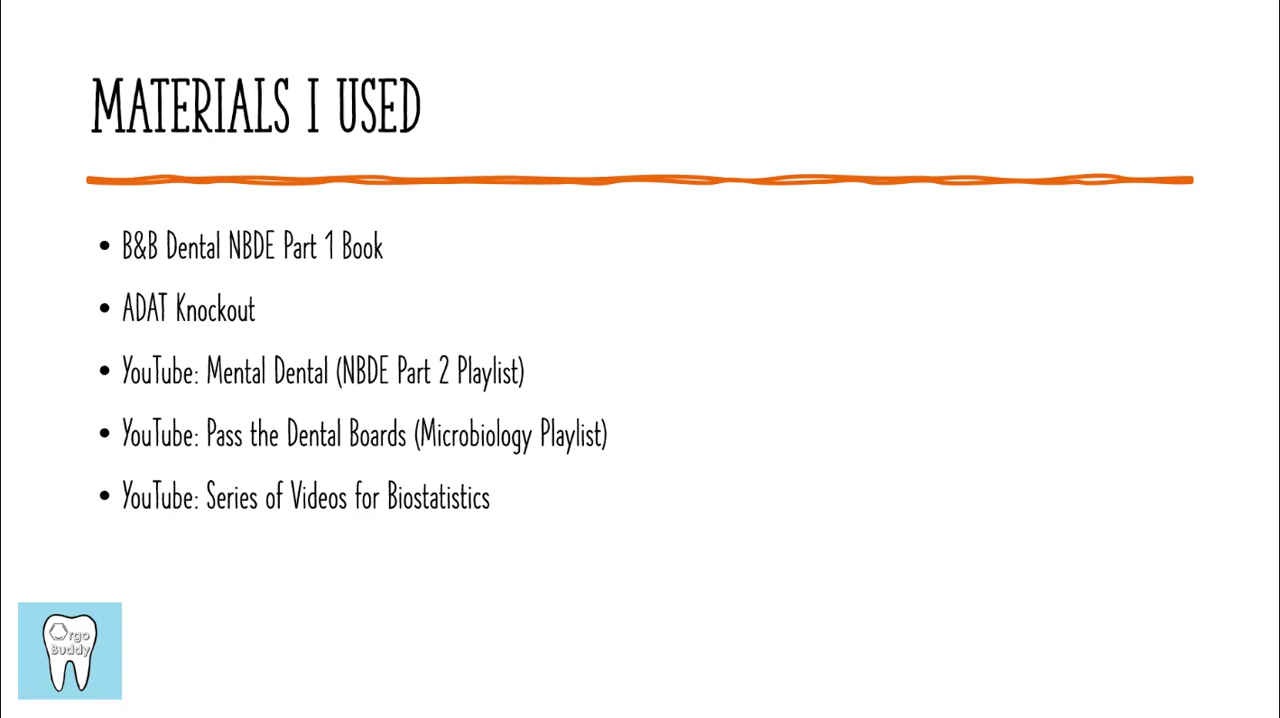 MATERIALS I USED
• B&B Dental NBDE Part 1 Book
• ADAT Knockout
• YouTube: Mental Dental (NBDE Part 2 Playlist)
• YouTube: Pass the Dental Boards (Microbiology Playlist)
• YouTube: Series of Videos for Biostatistics
Orgo
Buddy